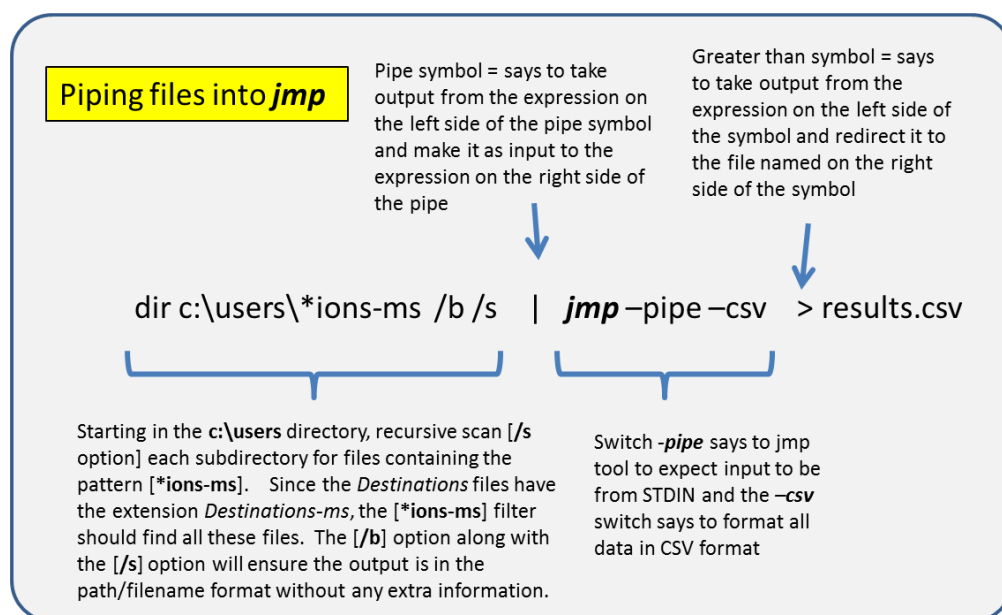 Piping files into jmp
Pipe symbol = says to take
output from the expression on
the left side of the pipe symbol
and make it as input to the
expression on the right side of
the pipe
Greater than symbol = says
to take output from the
expression on the left side
of the symbol and redirect it to
the file named on the right
side of the symbol
dir c:\users\*ions-ms /b /s | jmp –pipe –csv > results.csv
Starting in the c:\users directory, recursive scan [/s
option] each subdirectory for files containing the
pattern [*ions-ms]. Since the Destinations files have
the extension Destinations-ms, the [*ions-ms] filter
should find all these files. The [/b] option along with
the [/s] option will ensure the output is in the
path/filename format without any extra information.
Switch -pipe says to jmp
tool to expect input to be
from STDIN and the –csv
switch says to format all
data in CSV format